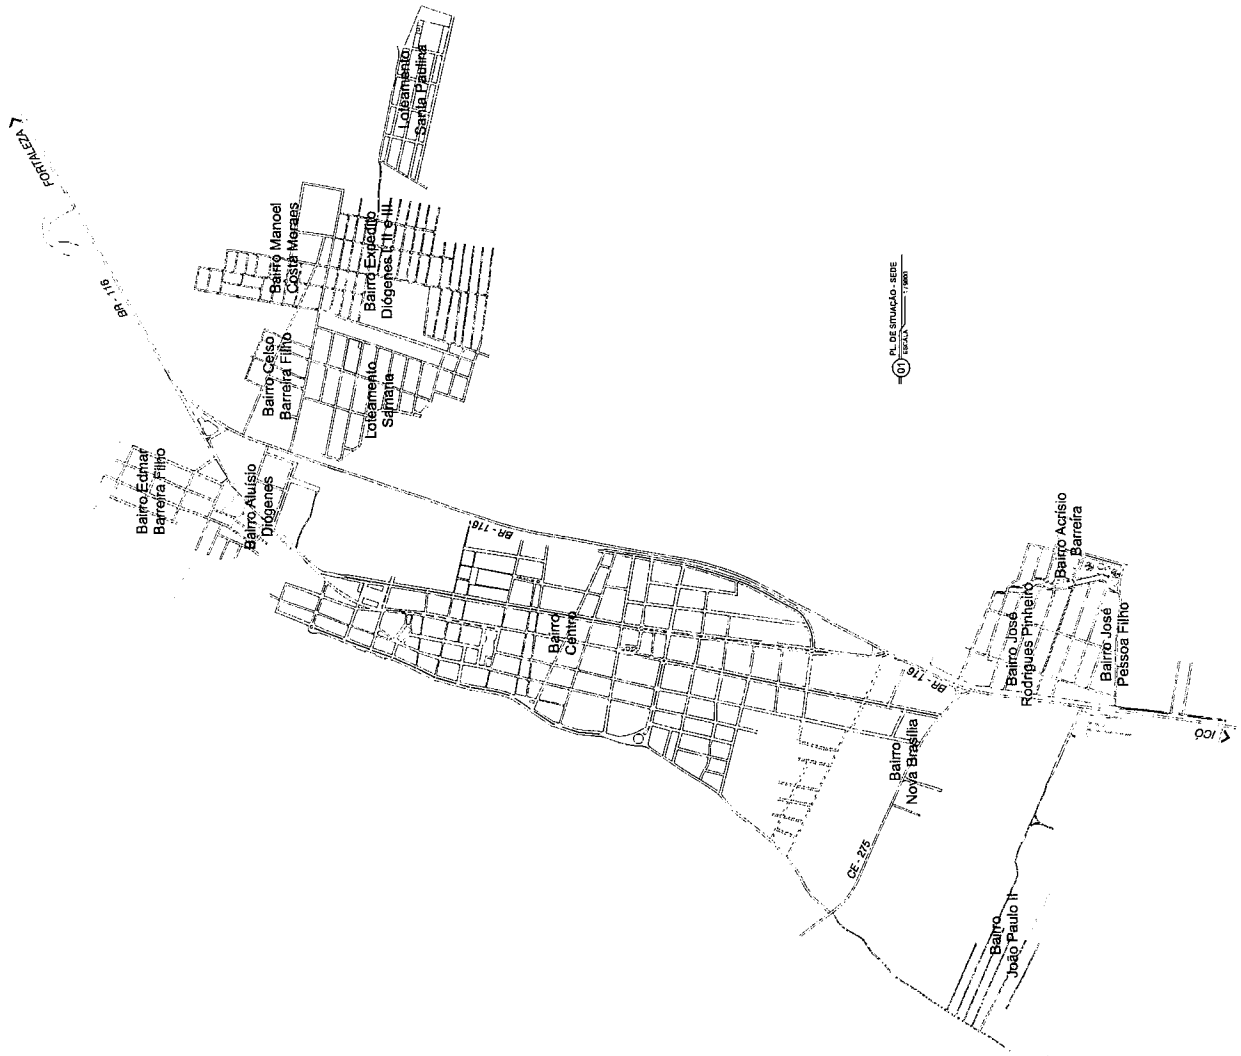 FORTALEZA
BR - 116
Loteamento
Santa Paulina
Bairro Manoel
Costa Moraes
Bairro Expedito
Diógenes I, II e III
Bairro Celso
Barreira Filho
Loteamento
Samaria
Bairro Edmar
Barreira Filho
Bairro Aluísio
Diógenes
BR - 116
Bairro
Centro
01
PL. DE SITUAÇÃO - SEDE
ESCALA
Bairro Acrísio
Barreira
Bairro José
Rodrigues Pinheiro
Bairro José
Pessoa Filho
BR - 116
ICÓ
Bairro
Nova Brasília
CE - 275
Bairro
João Paulo II